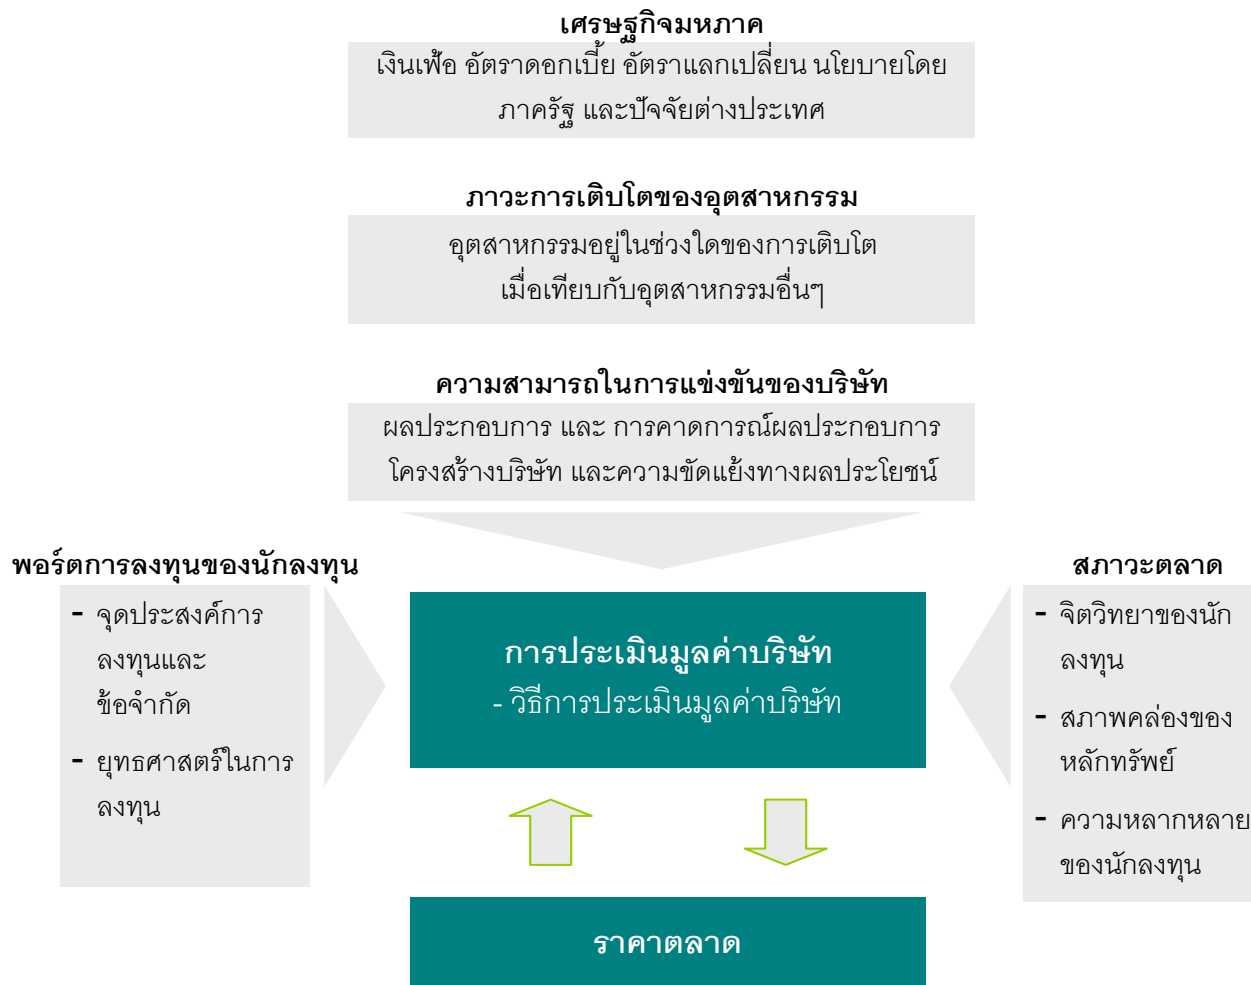 เศรษฐกิจมหภาค
เงินเฟ้อ อัตราดอกเบี้ย อัตราแลกเปลี่ยน นโยบายโดย
ภาครัฐ และปัจจัยต่างประเทศ
ภาวะการเติบโตของอุตสาหกรรม
อุตสาหกรรมอยู่ในช่วงใดของการเติบโต
เมื่อเทียบกับอุตสาหกรรมอื่นๆ
ความสามารถในการแข่งขันของบริษัท
ผลประกอบการ และ การคาดการณ์ผลประกอบการ
โครงสร้างบริษัท และความขัดแย้งทางผลประโยชน์
พอร์ตการลงทุนของนักลงทุน
- จุดประสงค์การ
ลงทุนและ
ข้อจำกัด
- ยุทธศาสตร์ในการ
ลงทุน
การประเมินมูลค่าบริษัท
- วิธีการประเมินมูลค่าบริษัท
สภาวะตลาด
- จิตวิทยาของนัก
ลงทุน
- สภาพคล่องของ
หลักทรัพย์
- ความหลากหลาย
ของนักลงทุน
ราคาตลาด